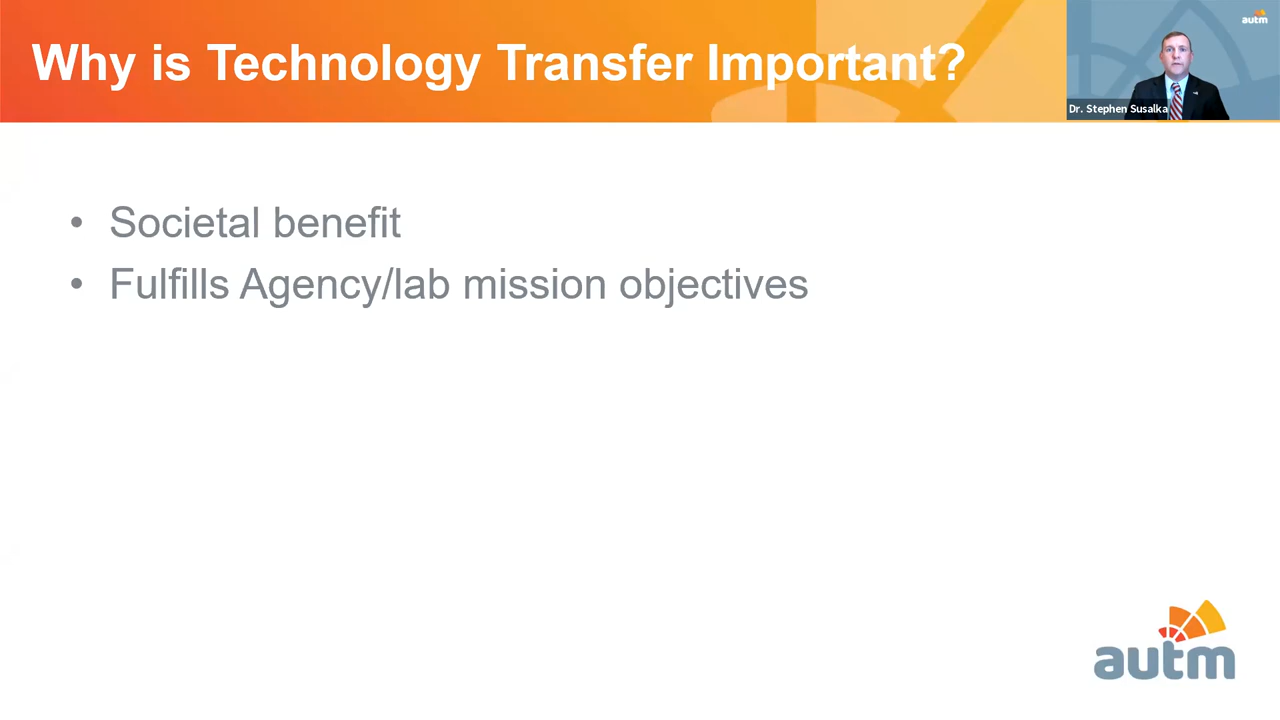 Why is Technology Transfer Important?
autm
Dr. Stephen Susalka
• Societal benefit
• Fulfills Agency/lab mission objectives
autm